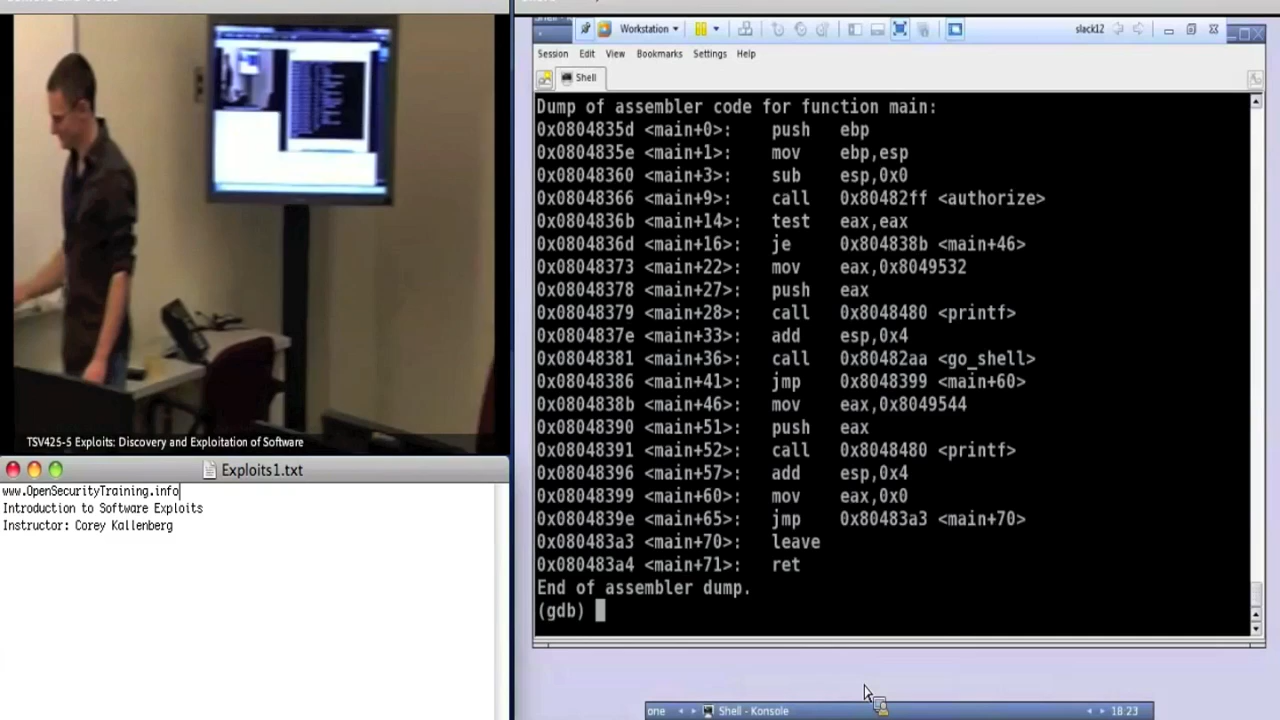 TSV425-5 Exploits: Discovery and Exploitation of Software
Exploits1.txt
www.OpenSecurityTraining.info
Introduction to Software Exploits
Instructor: Corey Kallenberg
Workstation
slack12
Session Edit View Bookmarks Settings Help
Shell
Dump of assembler code for function main:
0x0804835d <main+0>: push ebp
0x0804835e <main+1>: mov ebp,esp
0x08048360 <main+3>: sub esp,0x0
0x08048366 <main+9>: call 0x80482ff <authorize>
0x0804836b <main+14>: test eax,eax
0x0804836d <main+16>: je 0x804838b <main+46>
0x08048373 <main+22>: mov eax,0x8049532
0x08048378 <main+27>: push eax
0x08048379 <main+28>: call 0x8048480 <printf>
0x0804837e <main+33>: add esp,0x4
0x08048381 <main+36>: call 0x80482aa <go_shell>
0x08048386 <main+41>: jmp 0x8048399 <main+60>
0x0804838b <main+46>: mov eax,0x8049544
0x08048390 <main+51>: push eax
0x08048391 <main+52>: call 0x8048480 <printf>
0x08048396 <main+57>: add esp,0x4
0x08048399 <main+60>: mov eax,0x0
0x0804839e <main+65>: jmp 0x80483a3 <main+70>
0x080483a3 <main+70>: leave
0x080483a4 <main+71>: ret
End of assembler dump.
(gdb)
one Shell - Konsole 18:23